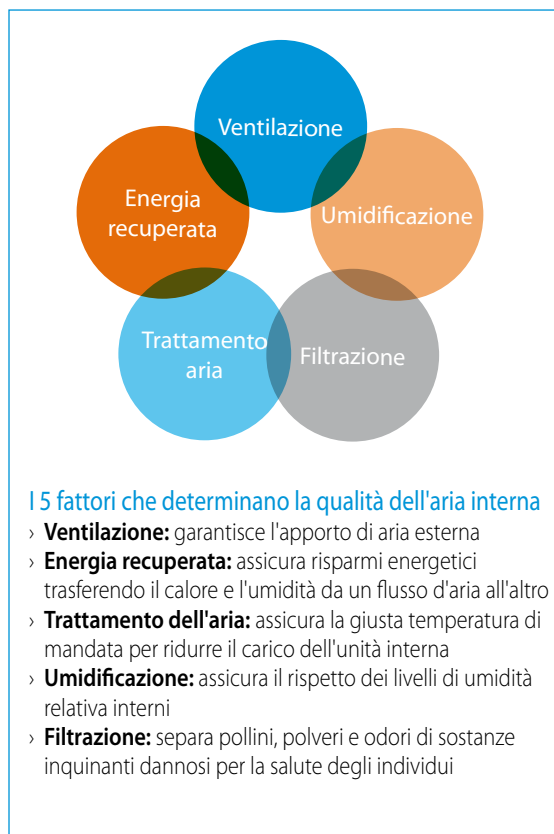 Ventilazione
Energia
recuperata
Umidificazione
Trattamento
aria
Filtrazione
I 5 fattori che determinano la qualità dell'aria interna
› Ventilazione: garantisce l'apporto di aria esterna
› Energia recuperata: assicura risparmi energetici
trasferendo il calore e l'umidità da un flusso d'aria all'altro
› Trattamento dell'aria: assicura la giusta temperatura di
mandata per ridurre il carico dell'unità interna
› Umidificazione: assicura il rispetto dei livelli di umidità
relativa interni
› Filtrazione: separa pollini, polveri e odori di sostanze
inquinanti dannosi per la salute degli individui